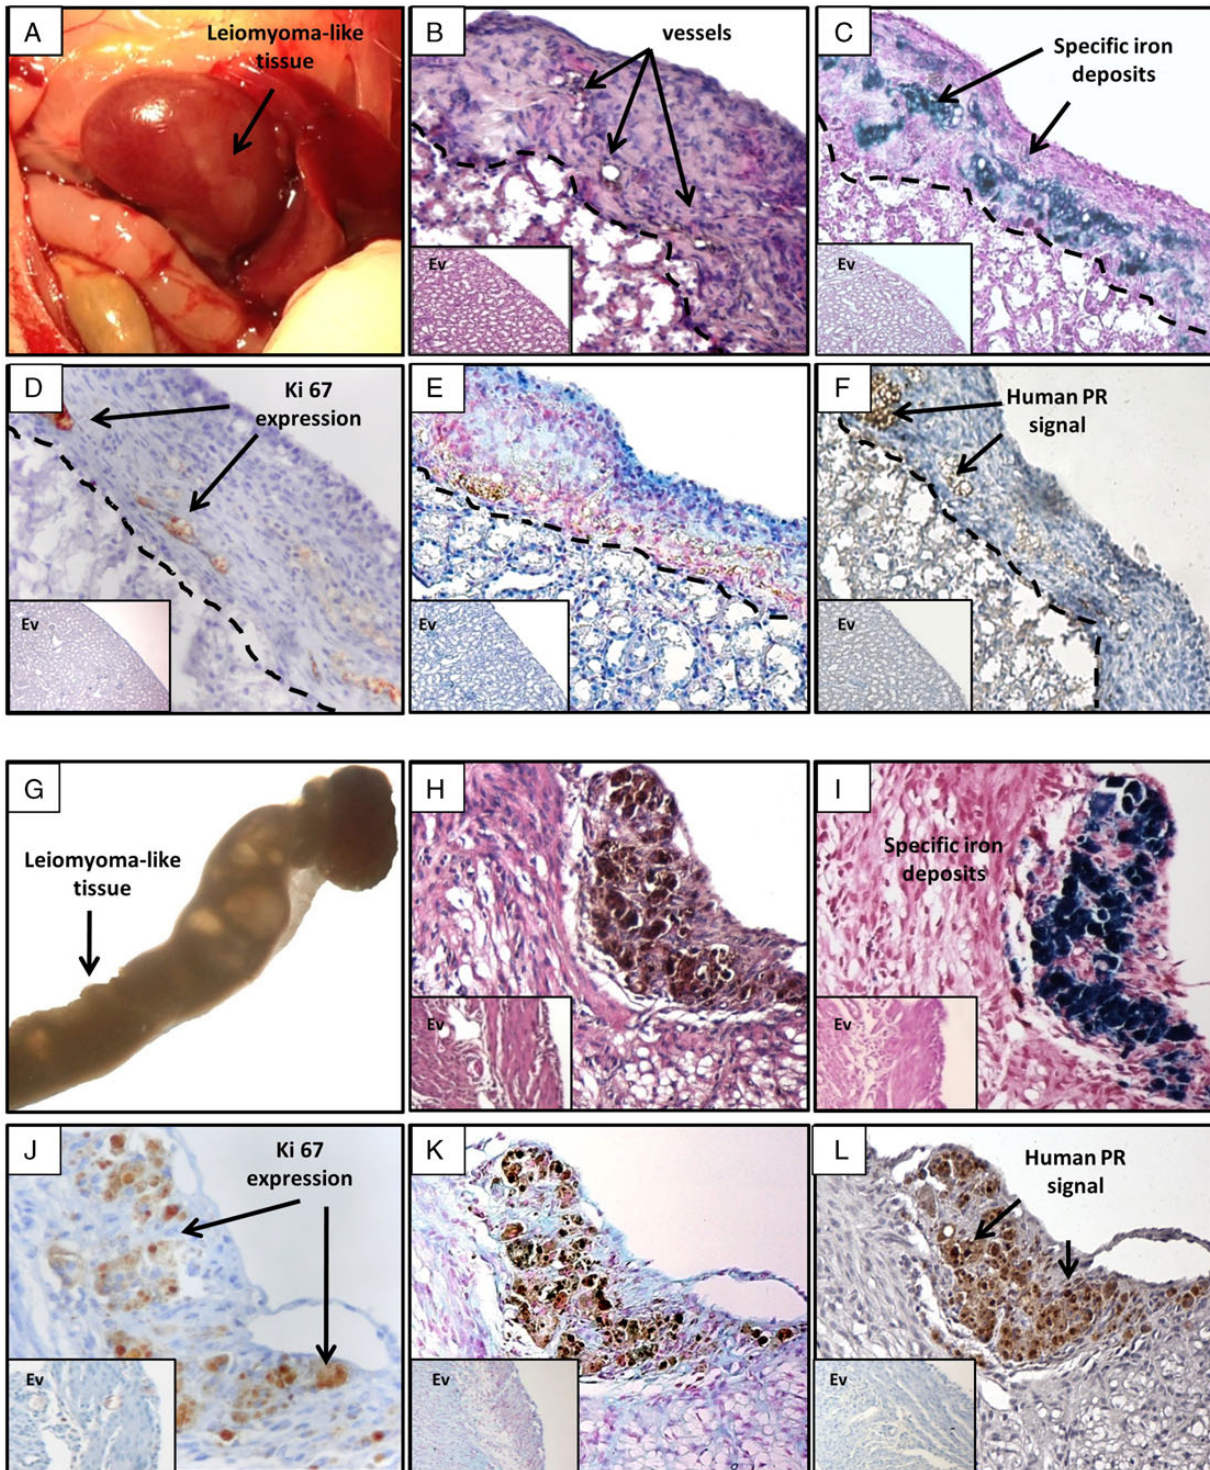 A
Leiomyoma-like
tissue
B
vessels
Ev
C
Specific iron
deposits
Ev
D
Ki 67
expression
Ev
E
Ev
F
Human PR
signal
Ev
G
Leiomyoma-like
tissue
H
Ev
I
Specific iron
deposits
Ev
J
Ki 67
expression
Ev
K
Ev
L
Human PR
signal
Ev